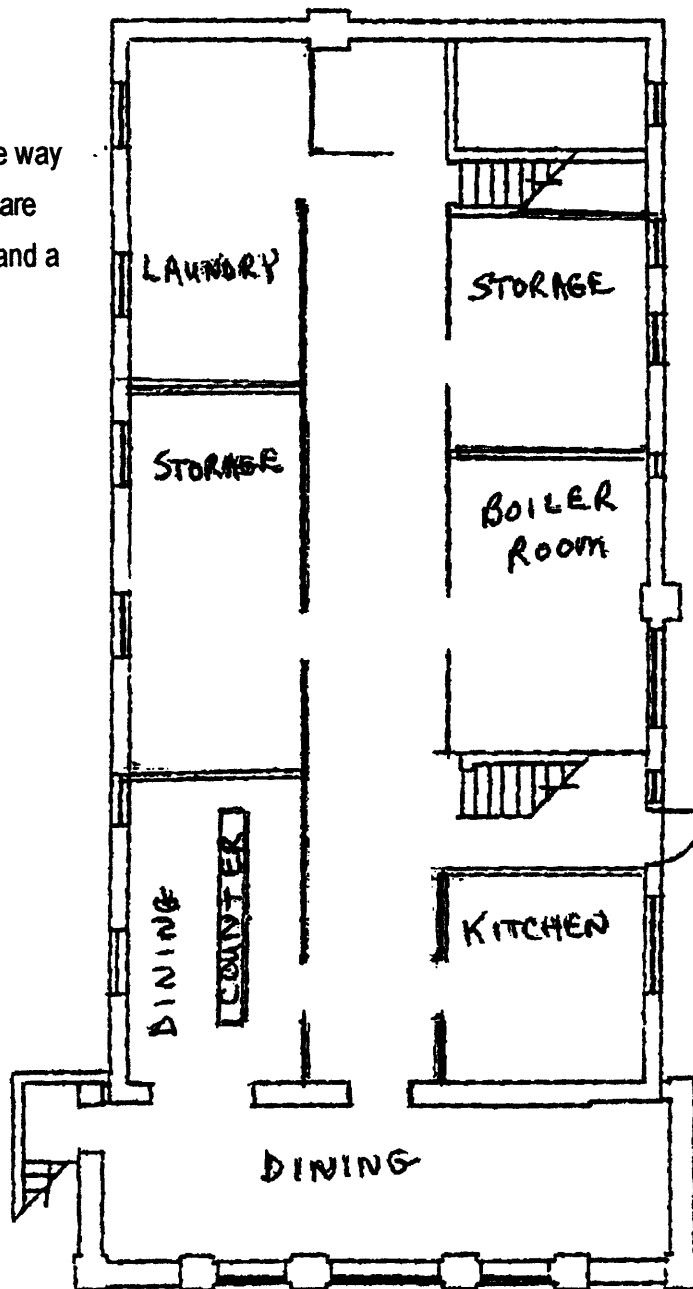 e way
are
and a
LAUNDRY
STORAGE
STORAGE
BOILER
ROOM
COUNTER
DINING
KITCHEN
DINING